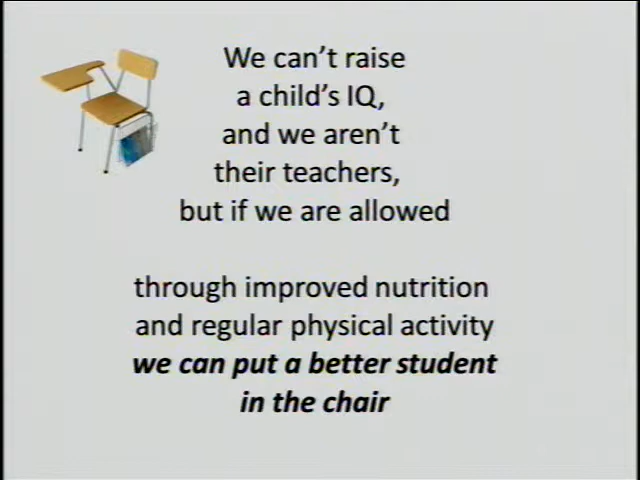 We can't raise
a child's IQ,
and we aren't
their teachers,
but if we are allowed
through improved nutrition
and regular physical activity
we can put a better student
in the chair